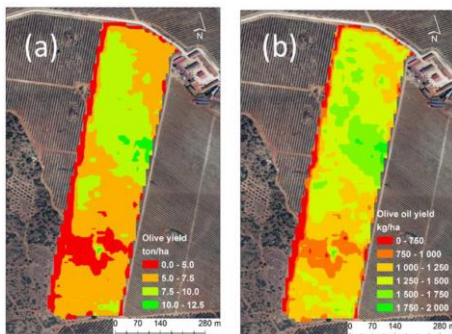 (a)
N
Olive yield
ton/ha
0.0 - 5.0
5.0 - 7.5
7.5 - 10.0
10.0 - 12.5
0 70 140 280 m
(b)
N
Olive oil yield
kg/ha
0 - 750
750 - 1 000
1 000 - 1 250
1 250 - 1 500
1 500 - 1 750
1 750 - 2 000
0 70 140 280 m